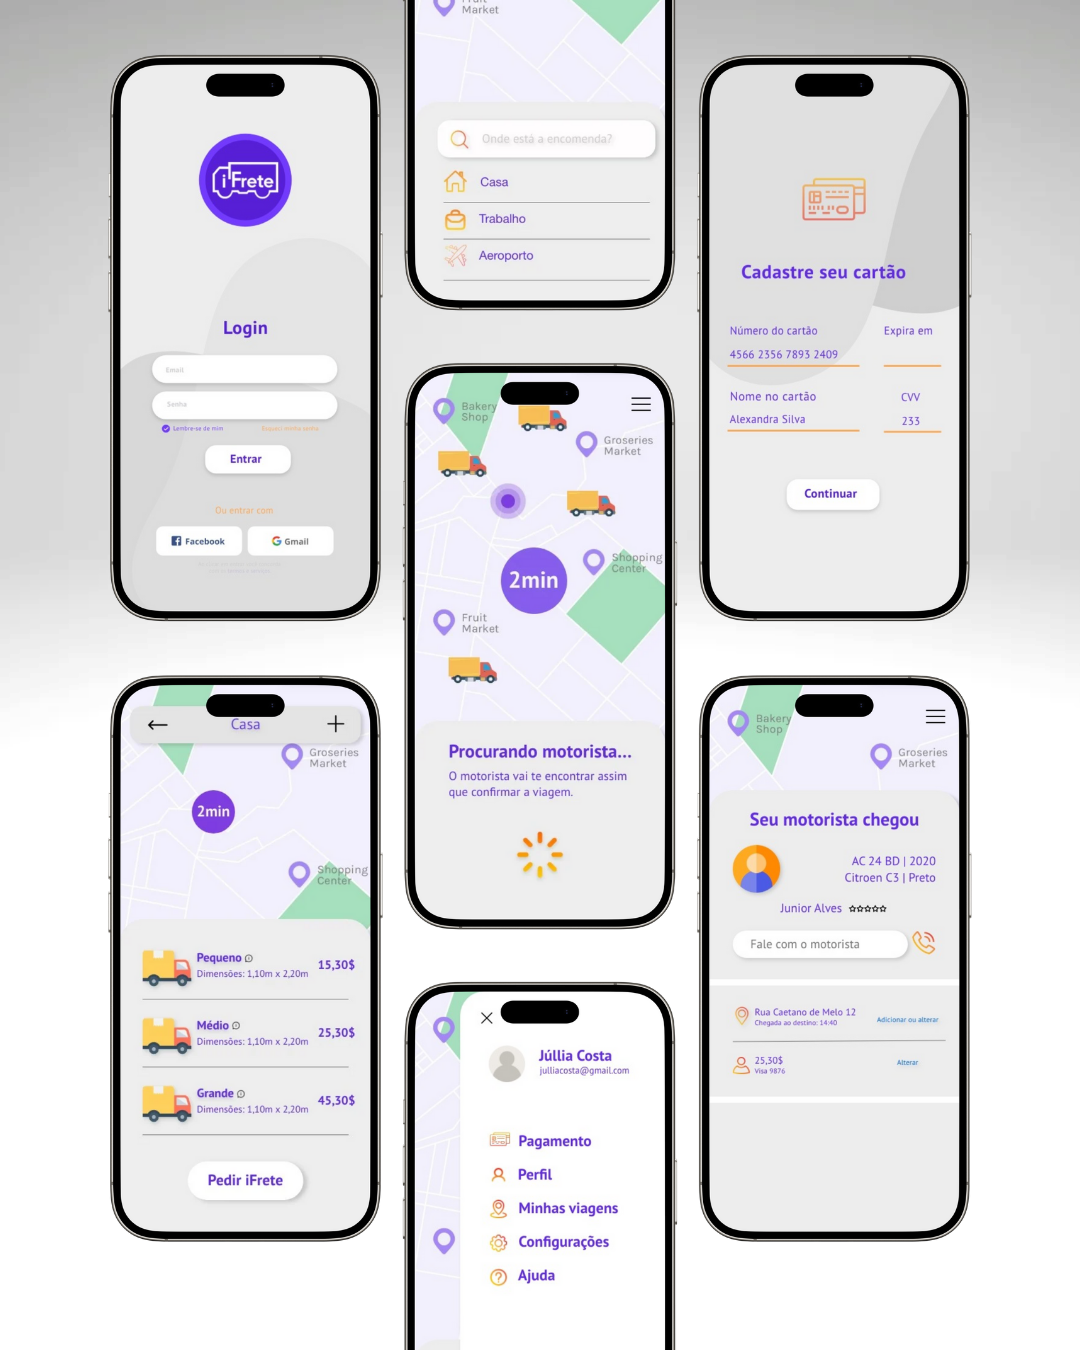 iFrete
Login
Email
Senha
Lembre-se de mim
Esqueci minha senha
Entrar
Ou entrar com
Facebook
Gmail
Fruit
Market
Onde está a encomenda?
Casa
Trabalho
Aeroporto
Cadastre seu cartão
Número do cartão
Expira em
4566 2356 7893 2409
Nome no cartão
CVV
Alexandra Silva
233
Continuar
Bakery
Shop
Groseries
Market
Shopping
Center
2min
Fruit
Market
Procurando motorista...
O motorista vai te encontrar assim
que confirmar a viagem.
Casa
Groseries
Market
2min
Shopping
Center
Pequeno
Dimensões: 1,10m x 2,20m
15,30$
Médio
Dimensões: 1,10m x 2,20m
25,30$
Grande
Dimensões: 1,10m x 2,20m
45,30$
Pedir iFrete
Júllia Costa
julliacosta@gmail.com
Pagamento
Perfil
Minhas viagens
Configurações
Ajuda
Bakery
Shop
Groseries
Market
Seu motorista chegou
AC 24 BD | 2020
Citroen C3 | Preto
Junior Alves
Fale com o motorista
Rua Caetano de Melo 12
Chegada ao destino: 14:40
Adicionar ou alterar
25,30$
Visa 9876
Alterar